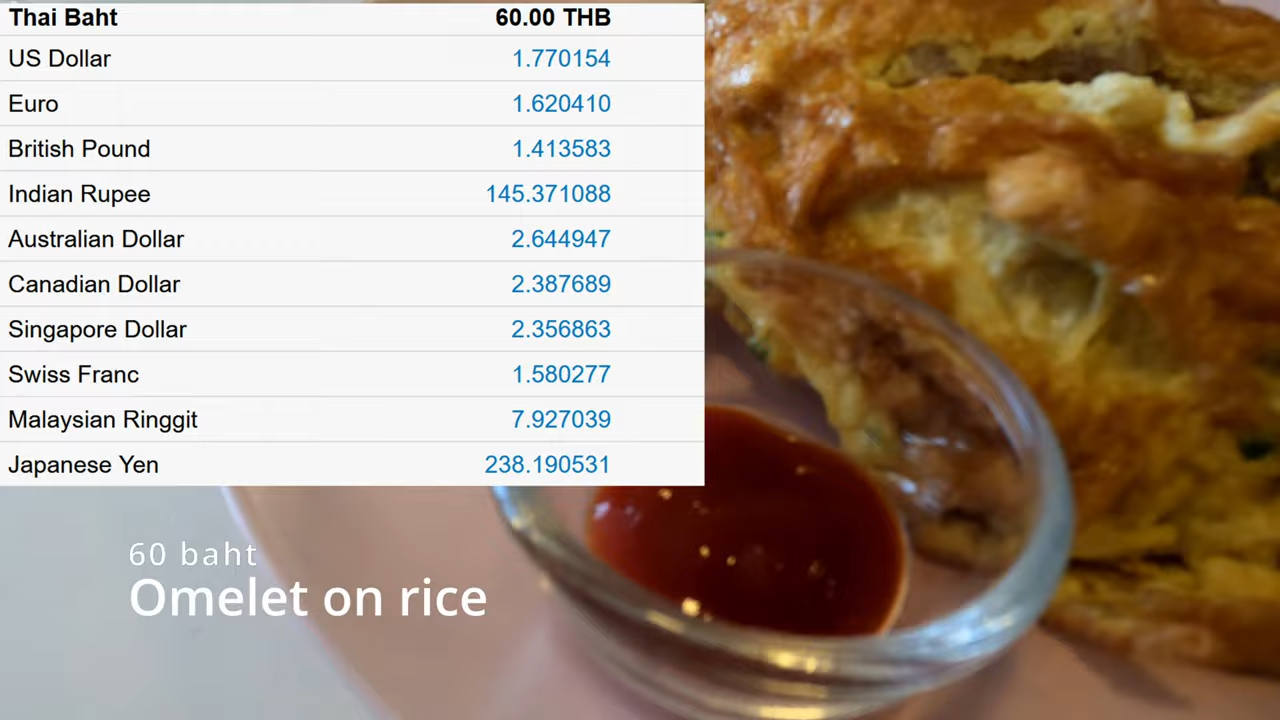 Thai Baht 60.00 THB
US Dollar 1.770154
Euro 1.620410
British Pound 1.413583
Indian Rupee 145.371088
Australian Dollar 2.644947
Canadian Dollar 2.387689
Singapore Dollar 2.356863
Swiss Franc 1.580277
Malaysian Ringgit 7.927039
Japanese Yen 238.190531
60 baht
Omelet on rice